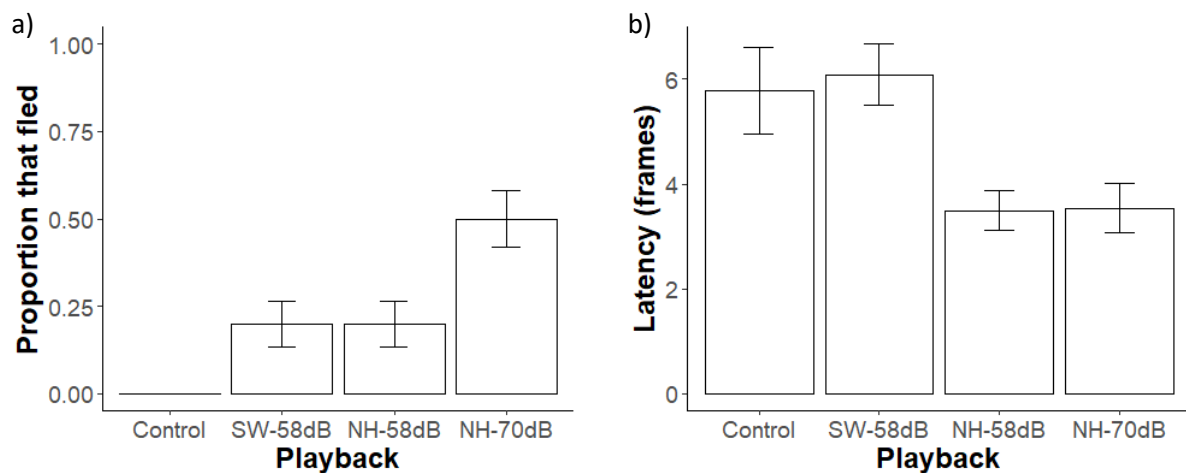 a)
Proportion that fled
1.00
0.75
0.50
0.25
0.00
Control SW-58dB NH-58dB NH-70dB
Playback
b)
Latency (frames)
6
4
2
0
Control SW-58dB NH-58dB NH-70dB
Playback